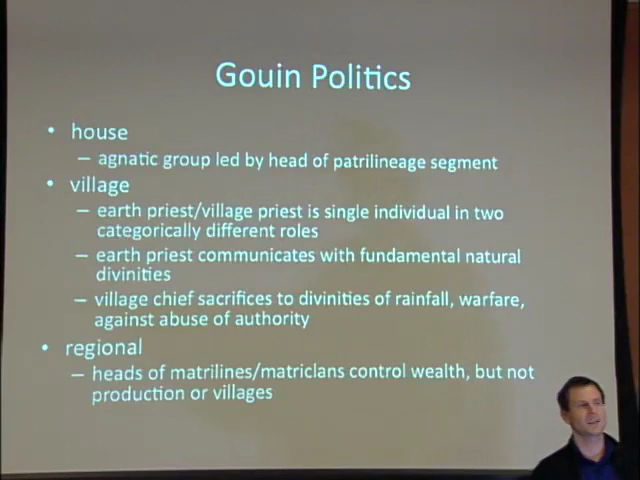 Gouin Politics
• house
– agnatic group led by head of patrilineage segment
• village
– earth priest/village priest is single individual in two
categorically different roles
– earth priest communicates with fundamental natural
divinities
– village chief sacrifices to divinities of rainfall, warfare,
against abuse of authority
• regional
– heads of matrilines/matriclans control wealth, but not
production or villages